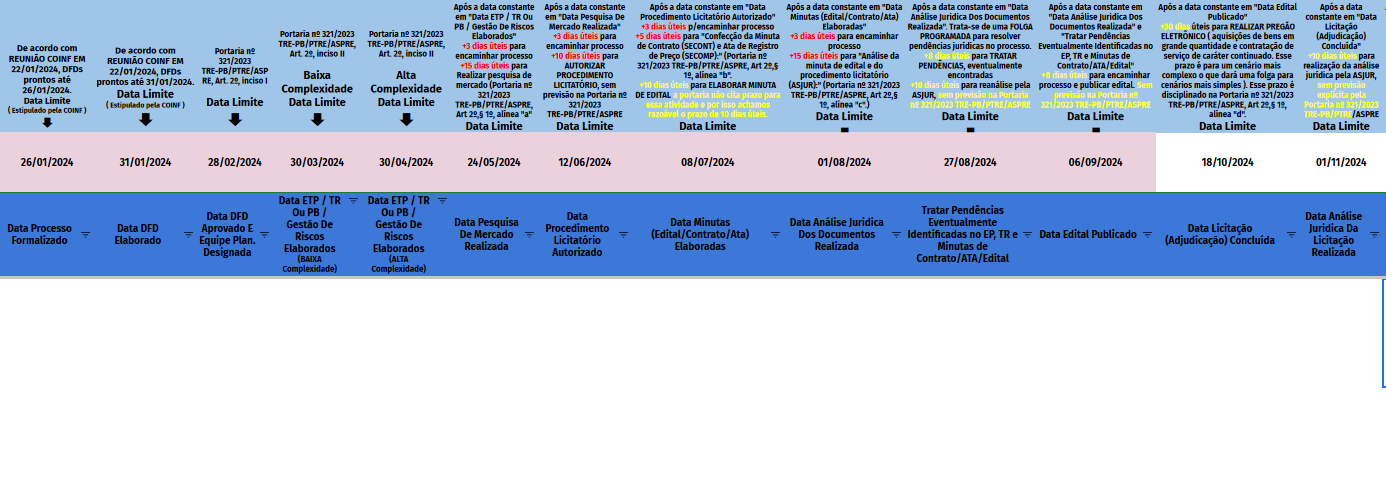 De acordo com
REUNIÃO COINF EM
22/01/2024, DFDs
prontos até
26/01/2024.
Data Limite
( Estipulado pela COINF )
De acordo com
REUNIÃO COINF EM
22/01/2024, DFDs
prontos até 31/01/2024.
Data Limite
( Estipulado pela COINF )
Portaria nº
321/2023
TRE-PB/PTRE/ASP
RE, Art. 2º, inciso I
Data Limite
Portaria nº 321/2023
TRE-PB/PTRE/ASPRE,
Art. 2º, inciso II
Baixa
Complexidade
Data Limite
Portaria nº 321/2023
TRE-PB/PTRE/ASPRE,
Art. 2º, inciso II
Alta
Complexidade
Data Limite
Após a data constante
em "Data ETP / TR Ou
PB / Gestão De Riscos
Elaborados"
+3 dias úteis para
encaminhar processo
+15 dias úteis para
Realizar pesquisa de
mercado (Portaria nº
321/2023
TRE-PB/PTRE/ASPRE,
Art 2º,§ 1º, alínea "a"
Data Limite
Após a data constante
em "Data Pesquisa De
Mercado Realizada"
+3 dias úteis para
encaminhar processo
+10 dias úteis para
AUTORIZAR
PROCEDIMENTO
LICITATÓRIO, sem
previsão na Portaria nº
321/2023
TRE-PB/PTRE/ASPRE
Data Limite
Após a data constante em "Data
Procedimento Licitatório Autorizado"
+3 dias úteis p/encaminhar processo
+5 dias úteis para "Confecção da Minuta
de Contrato (SECONT) e Ata de Registro
de Preço (SECOMP):" (Portaria nº
321/2023 TRE-PB/PTRE/ASPRE, Art 2º,§
1º, alínea "b".
+10 dias úteis para ELABORAR MINUTA
DE EDITAL a portaria não cita prazo para
essa atividade e por isso achamos
razoável o prazo de 10 dias úteis.
Data Limite
Após a data constante em "Data
Minutas (Edital/Contrato/Ata)
Elaboradas"
+3 dias úteis para encaminhar
processo
+15 dias úteis para "Análise da
minuta de edital e do
procedimento licitatório
(ASJUR):" (Portaria nº 321/2023
TRE-PB/PTRE/ASPRE, Art 2º,§
1º, alínea "c".)
Data Limite
Após a data constante em "Data
Análise Jurídica Dos Documentos
Realizada". Trata-se de uma FOLGA
PROGRAMADA para resolver
pendências jurídicas no processo.
+8 dias úteis para TRATAR
PENDÊNCIAS, eventualmente
encontradas
+10 dias úteis para reanálise pela
ASJUR, sem previsão na Portaria
nº 321/2023 TRE-PB/PTRE/ASPRE
Data Limite
Após a data constante em
"Data Análise Jurídica Dos
Documentos Realizada" e
"Tratar Pendências
Eventualmente Identificadas no
EP, TR e Minutas de
Contrato/ATA/Edital"
+8 dias úteis para encaminhar
processo e publicar edital. Sem
previsão na Portaria nº
321/2023 TRE-PB/PTRE/ASPRE
Data Limite
Após a data constante em "Data Edital
Publicado"
+30 dias úteis para REALIZAR PREGÃO
ELETRÔNICO ( aquisições de bens em
grande quantidade e contratação de
serviço de caráter continuado. Esse
prazo é para um cenário mais
complexo o que dará uma folga para
cenários mais simples ). Esse prazo é
disciplinado na Portaria nº 321/2023
TRE-PB/PTRE/ASPRE, Art 2º,§ 1º,
alínea "d".
Data Limite
Após a data
constante em "Data
Licitação
(Adjudicação)
Concluída"
+10 dias úteis para
realização da análise
jurídica pela ASJUR,
sem previsão
explícita pela
Portaria nº 321/2023
TRE-PB/PTRE/ASPRE
Data Limite
26/01/2024
31/01/2024
28/02/2024
30/03/2024
30/04/2024
24/05/2024
12/06/2024
08/07/2024
01/08/2024
27/08/2024
06/09/2024
18/10/2024
01/11/2024
Data Processo
Formalizado
Data DFD
Elaborado
Data DFD
Aprovado E
Equipe Plan.
Designada
Data ETP / TR
Ou PB /
Gestão De
Riscos
Elaborados
(BAIXA
Complexidade)
Data ETP / TR
Ou PB /
Gestão De
Riscos
Elaborados
(ALTA
Complexidade)
Data Pesquisa
De Mercado
Realizada
Data
Procedimento
Licitatório
Autorizado
Data Minutas
(Edital/Contrato/Ata)
Elaboradas
Data Análise Jurídica
Dos Documentos
Realizada
Tratar Pendências
Eventualmente
Identificadas no EP, TR e
Minutas de
Contrato/ATA/Edital
Data Edital Publicado
Data Licitação
(Adjudicação) Concluída
Data Análise
Jurídica Da
Licitação
Realizada